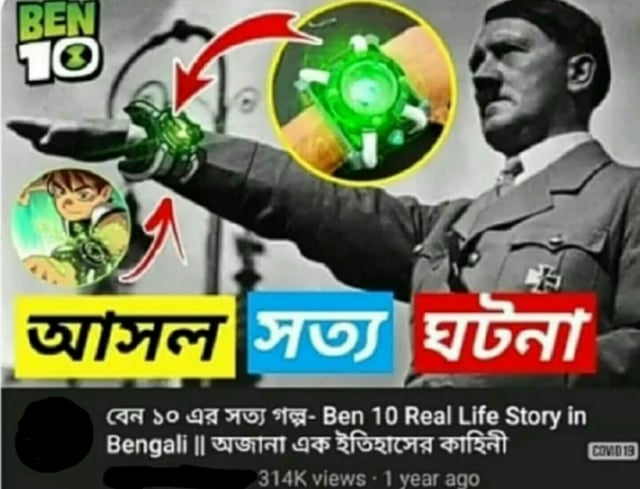 BEN
10
আসল সত্য ঘটনা
বেন ১০ এর সত্য গল্প- Ben 10 Real Life Story in
Bengali || অজানা এক ইতিহাসের কাহিনী
COVID19
314K views · 1 year ago